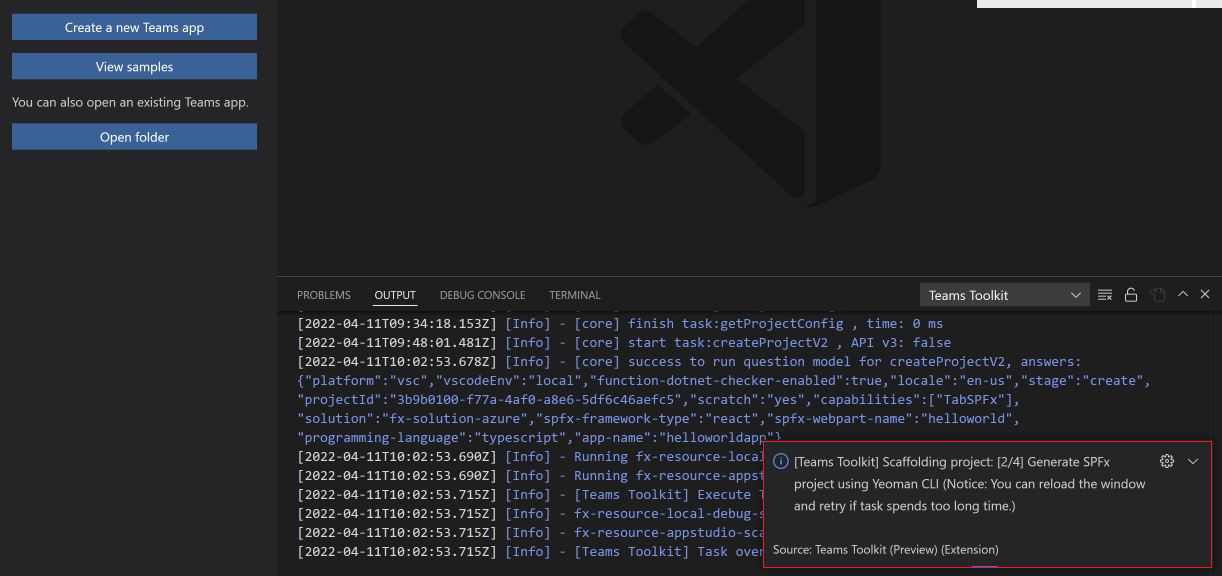 Create a new Teams app
View samples
You can also open an existing Teams app.
Open folder
PROBLEMS OUTPUT DEBUG CONSOLE TERMINAL Teams Toolkit
[2022-04-11T09:34:18.153Z] [Info] - [core] finish task:getProjectConfig , time: 0 ms
[2022-04-11T09:48:01.481Z] [Info] - [core] start task:createProjectV2 , API v3: false
[2022-04-11T10:02:53.678Z] [Info] - [core] success to run question model for createProjectV2, answers:
{"platform":"vsc","vscodeEnv":"local","function-dotnet-checker-enabled":true,"locale":"en-us","stage":"create",
"projectId":"3b9b0100-f77a-4af0-a8e6-5df6c46aefc5","scratch":"yes","capabilities":["TabSPFx"],
"solution":"fx-solution-azure","spfx-framework-type":"react","spfx-webpart-name":"helloworld",
"programming-language":"typescript","app-name":"helloworldapp"}
[2022-04-11T10:02:53.690Z] [Info] - Running fx-resource-local
[2022-04-11T10:02:53.690Z] [Info] - Running fx-resource-appst
[2022-04-11T10:02:53.715Z] [Info] - [Teams Toolkit] Execute T
[2022-04-11T10:02:53.715Z] [Info] - fx-resource-local-debug-s
[2022-04-11T10:02:53.715Z] [Info] - fx-resource-appstudio-sca
[2022-04-11T10:02:53.715Z] [Info] - [Teams Toolkit] Task over
[Teams Toolkit] Scaffolding project: [2/4] Generate SPFx
project using Yeoman CLI (Notice: You can reload the window
and retry if task spends too long time.)
Source: Teams Toolkit (Preview) (Extension)